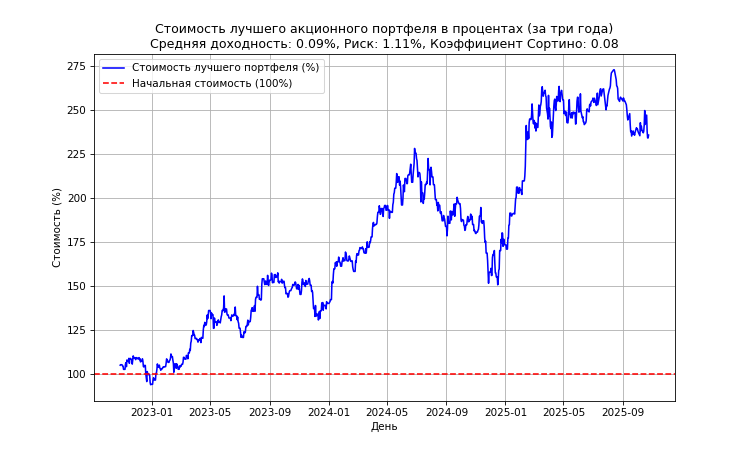 Стоимость лучшего акционного портфеля в процентах (за три года)
Средняя доходность: 0.09%, Риск: 1.11%, Коэффициент Сортино: 0.08
Стоимость лучшего портфеля (%)
Начальная стоимость (100%)
Стоимость (%)
275
250
225
200
175
150
125
100
2023-01 2023-05 2023-09 2024-01 2024-05 2024-09 2025-01 2025-05 2025-09
День